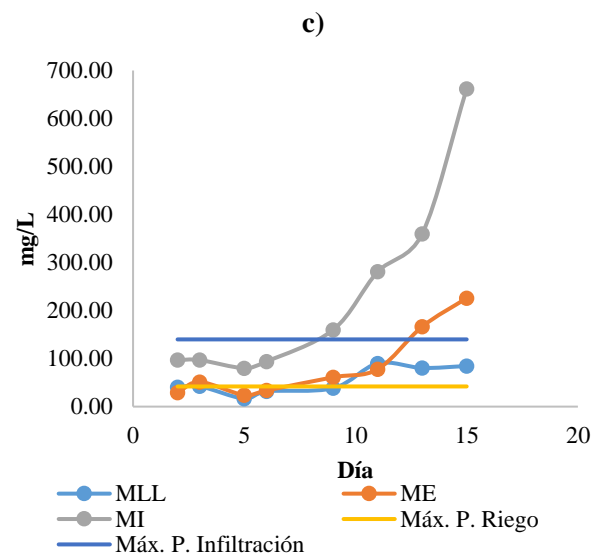 c)
700.00
600.00
500.00
400.00
300.00
200.00
100.00
0.00
mg/L
0 5 10 15 20
Día
MLL ME
MI Máx. P. Riego
Máx. P. Infiltración